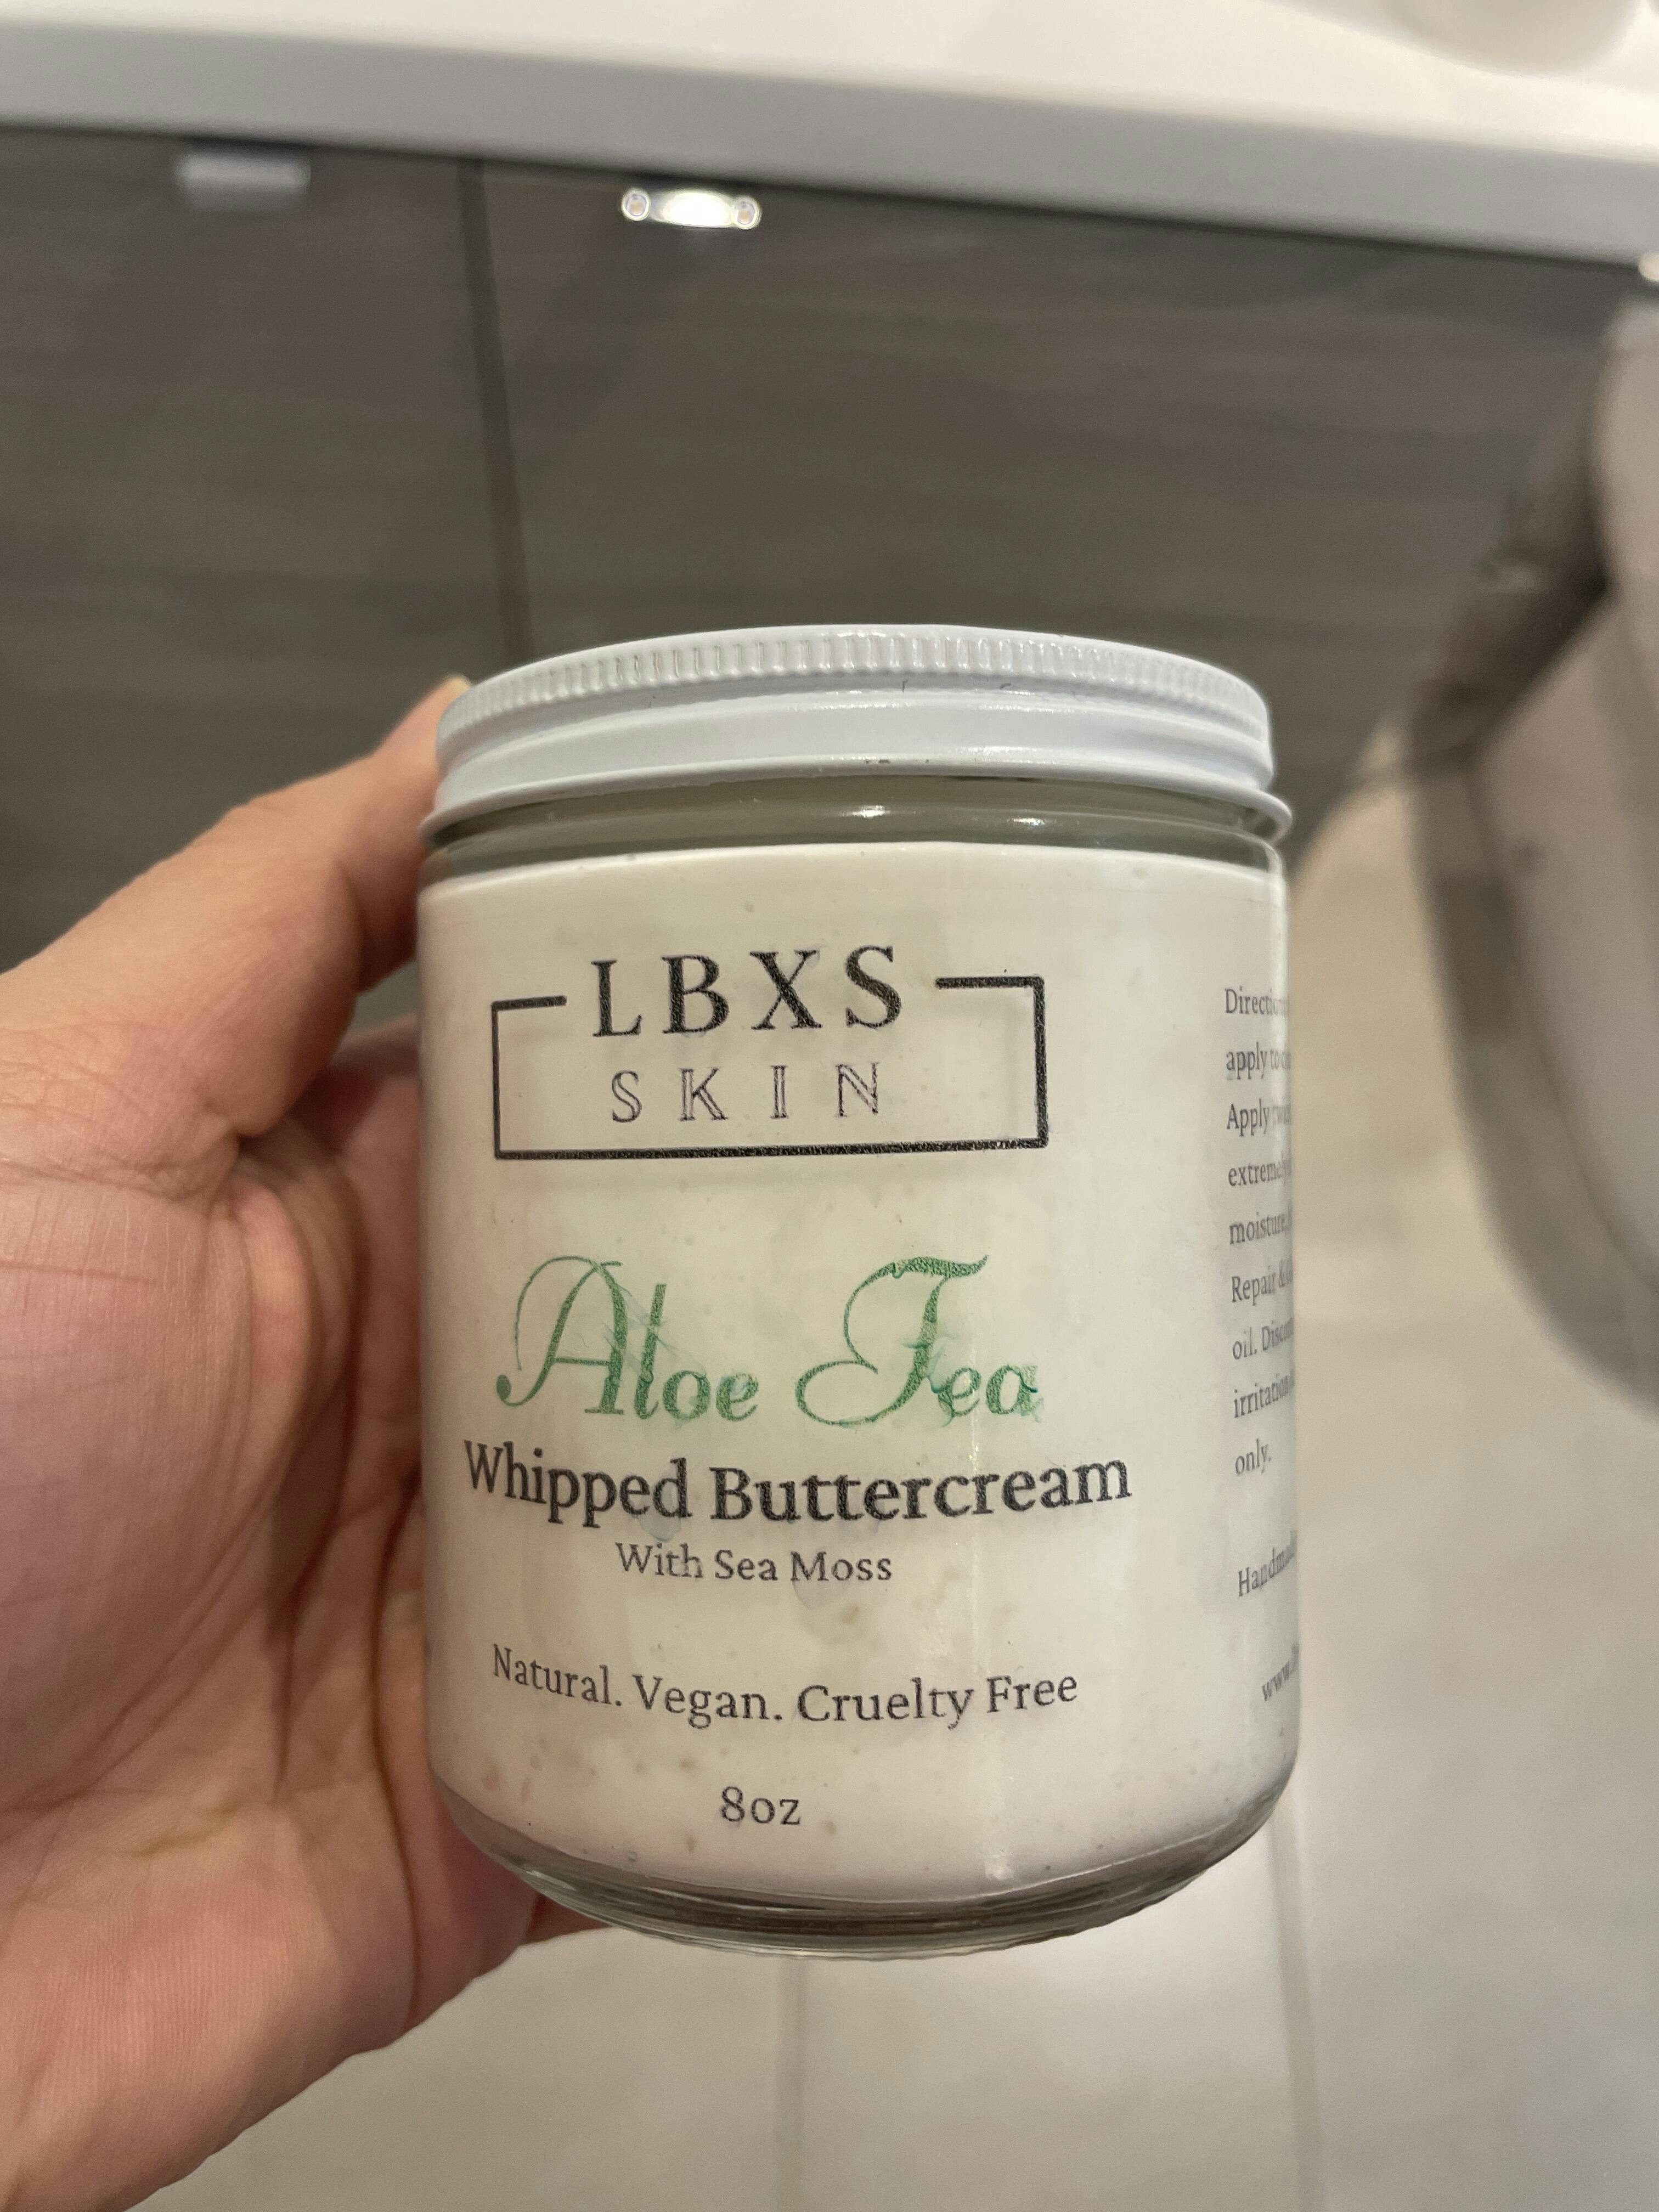 LBXS
SKIN
Aloe Tea
Whipped Buttercream
With Sea Moss
Natural. Vegan. Cruelty Free
8oz
apply to
Apply
moisture,
Repair &
oil.
only.